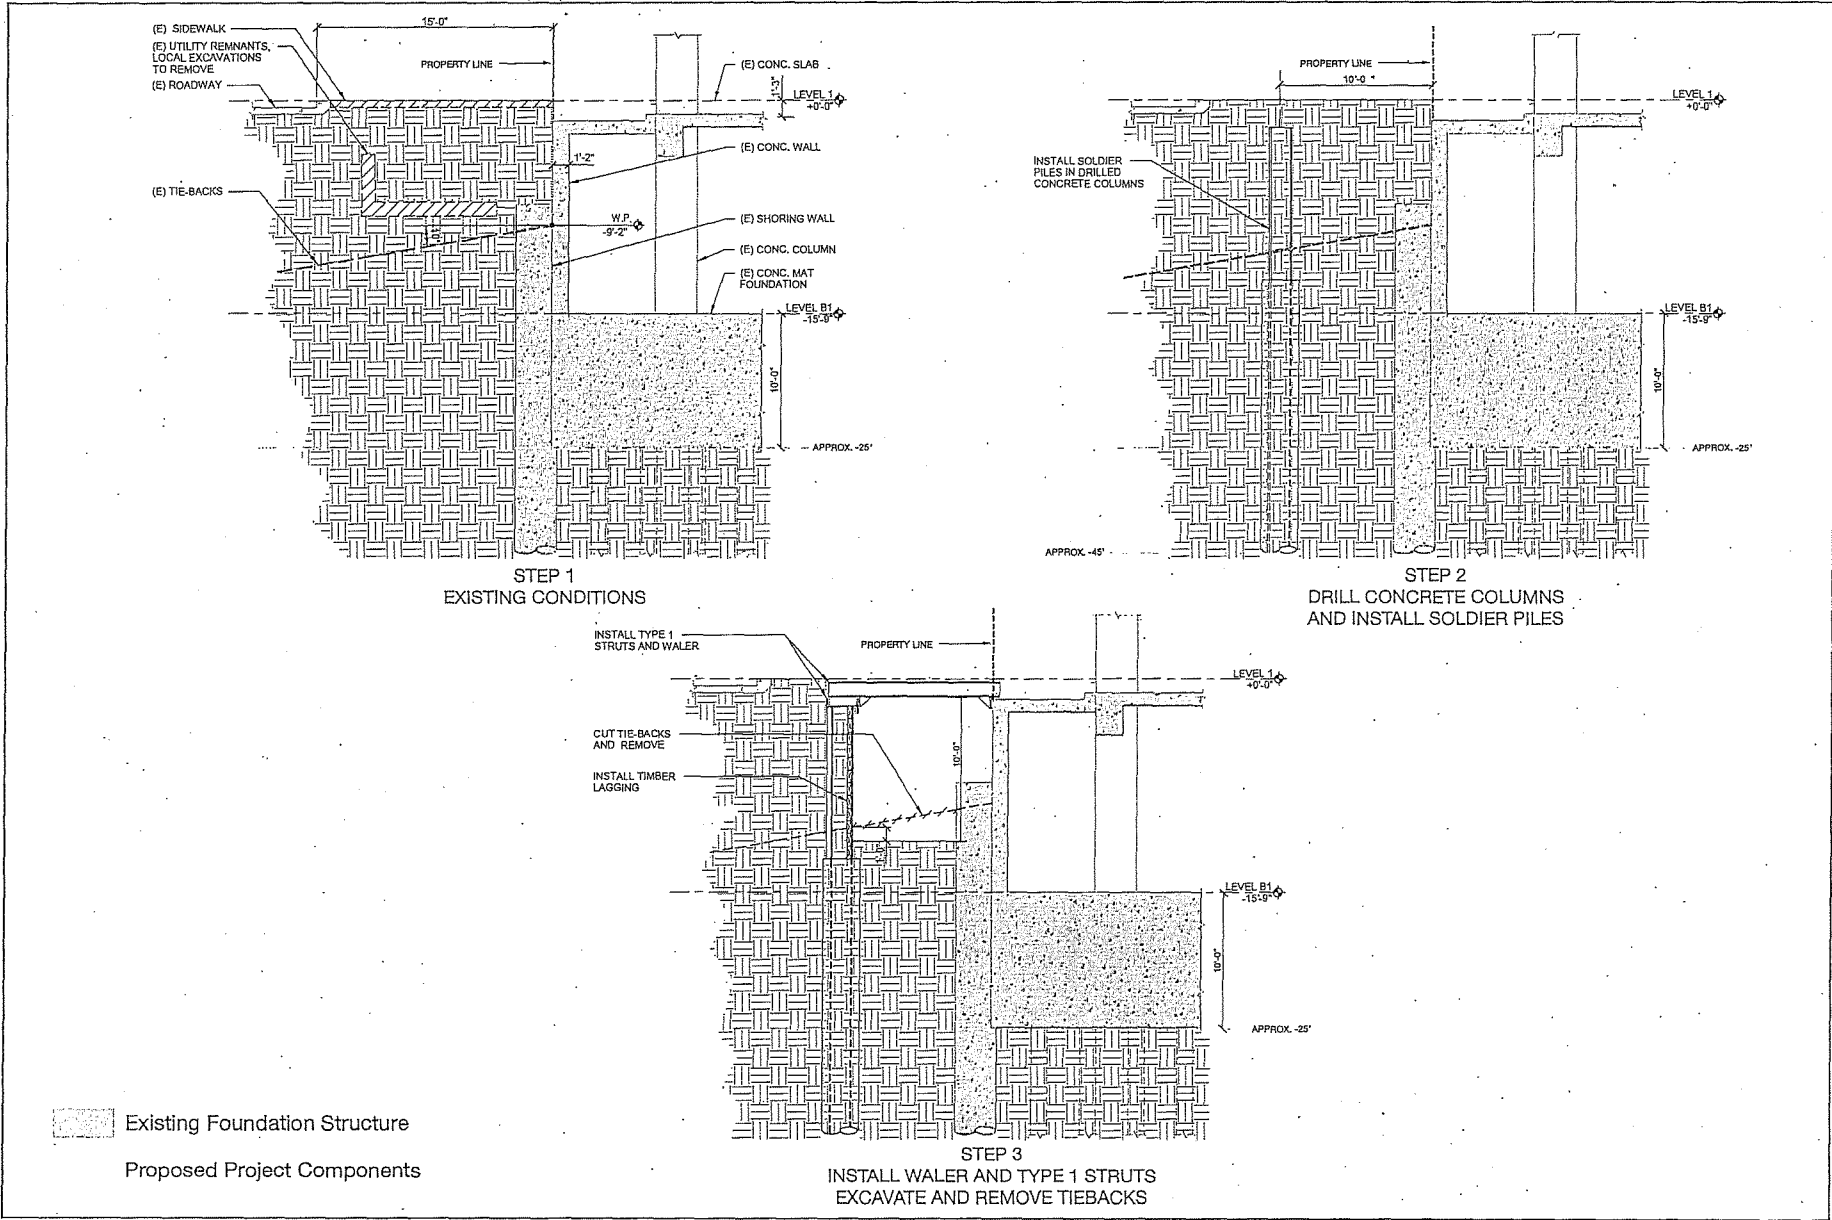 (E) SIDEWALK
(E) UTILITY REMNANTS,
LOCAL EXCAVATIONS
TO REMOVE
(E) ROADWAY
15'-0"
PROPERTY LINE
(E) CONC. SLAB
1'-3"
LEVEL 1
+0'-0"
1'-2"
(E) CONC. WALL
(E) TIE-BACKS
W.P.
-9'-2"
(E) SHORING WALL
(E) CONC. COLUMN
(E) CONC. MAT
FOUNDATION
LEVEL B1
-15'-9"
10'-0"
APPROX. -25'
STEP 1
EXISTING CONDITIONS
PROPERTY LINE
10'-0 "
LEVEL 1
+0'-0"
INSTALL SOLDIER
PILES IN DRILLED
CONCRETE COLUMNS
LEVEL B1
-15'-9"
10'-0"
APPROX. -25'
APPROX. -45'
STEP 2
DRILL CONCRETE COLUMNS
AND INSTALL SOLDIER PILES
INSTALL TYPE 1
STRUTS AND WALER
PROPERTY LINE
LEVEL 1
+0'-0"
CUT TIE-BACKS
AND REMOVE
10'-0"
INSTALL TIMBER
LAGGING
LEVEL B1
-15'-9"
10'-0"
APPROX. -25'
STEP 3
INSTALL WALER AND TYPE 1 STRUTS
EXCAVATE AND REMOVE TIEBACKS
Existing Foundation Structure
Proposed Project Components